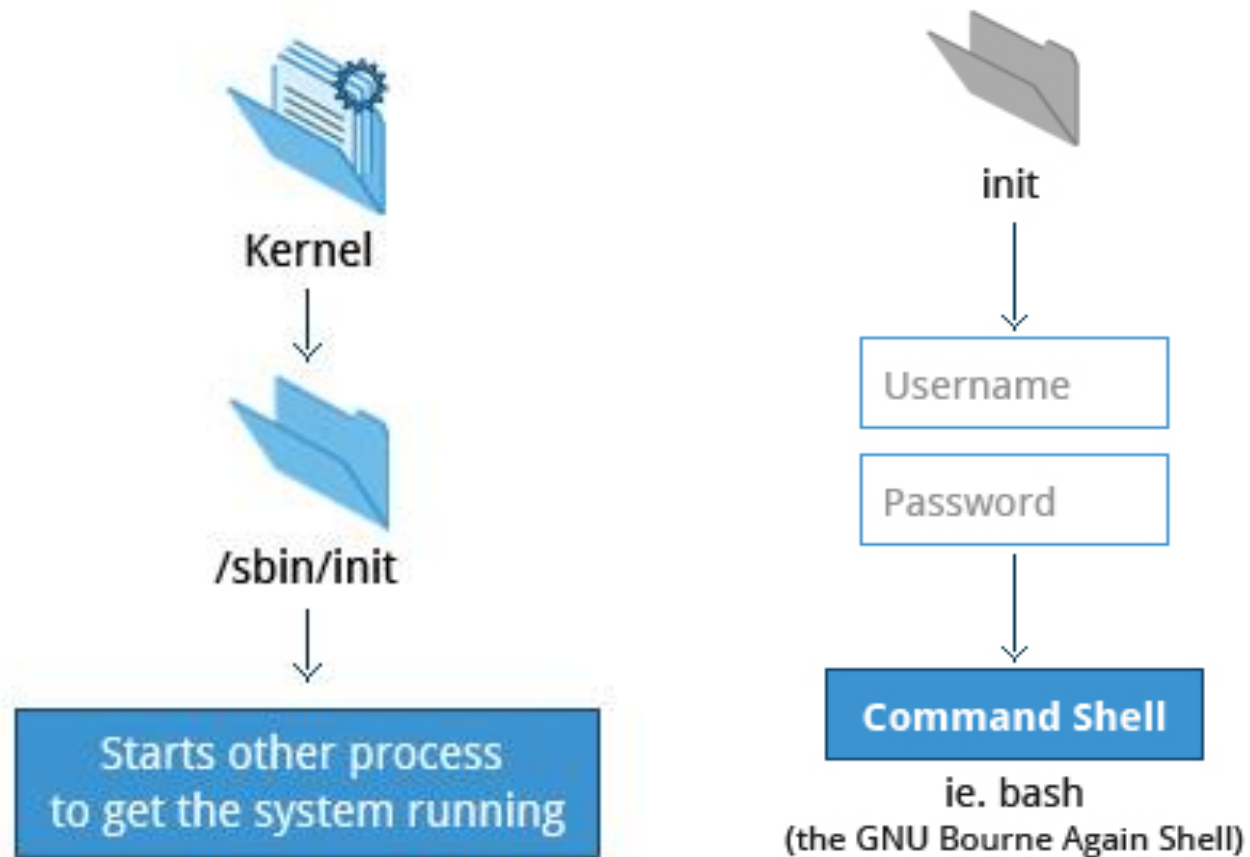 Kernel
/sbin/init
Starts other process
to get the system running
init
Username
Password
Command Shell
ie. bash
(the GNU Bourne Again Shell)